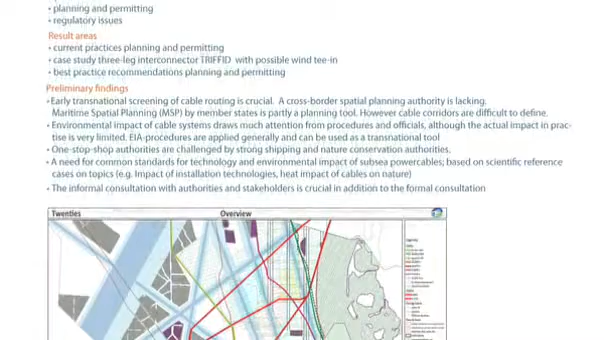 • planning and permitting
• regulatory issues
Result areas
• current practices planning and permitting
• case study three-leg interconnector TRIFFID with possible wind tee-in
• best practice recommendations planning and permitting
Preliminary findings
• Early transnational screening of cable routing is crucial. A cross-border spatial planning authority is lacking.
Maritime Spatial Planning (MSP) by member states is partly a planning tool. However cable corridors are difficult to define.
• Environmental impact of cable systems draws much attention from procedures and officials, although the actual impact in prac-
tise is very limited. EIA-procedures are applied generally and can be used as a transnational tool
• One-stop-shop authorities are challenged by strong shipping and nature conservation authorities.
• A need for common standards for technology and environmental impact of subsea powercables; based on scientific reference
cases on topics (e.g. Impact of installation technologies, heat impact of cables on nature)
• The informal consultation with authorities and stakeholders is crucial in addition to the formal consultation
Twenties
Overview